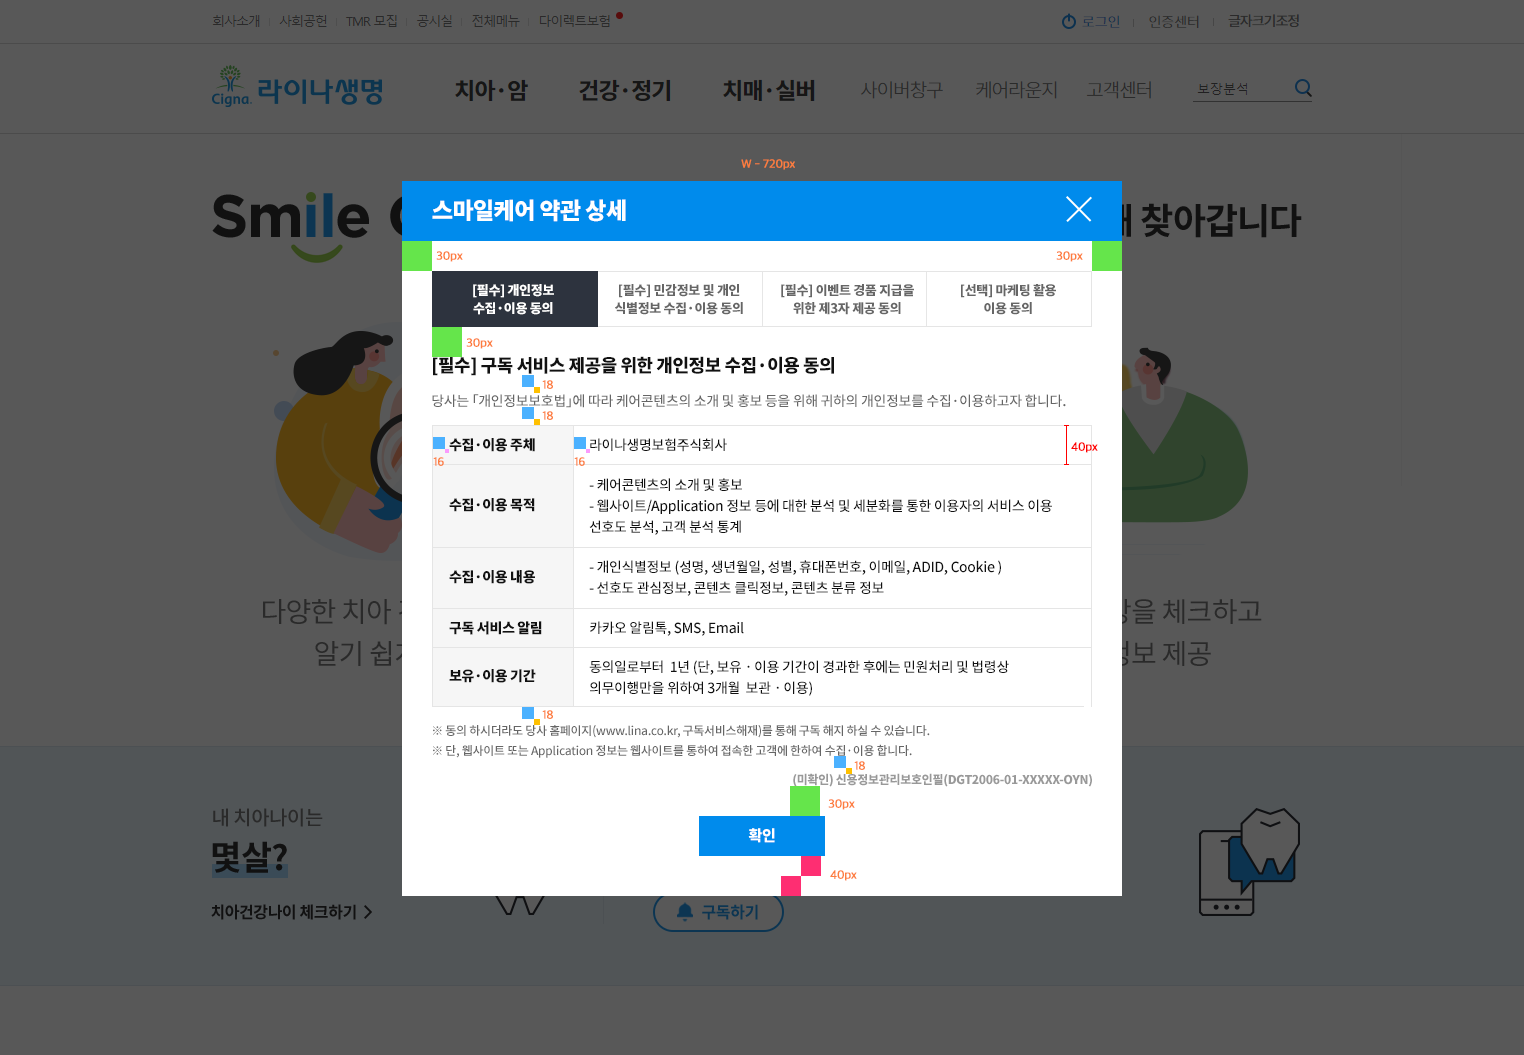 회사소개
사회공헌
TMR 모집
공시실
전체메뉴
다이렉트보험
로그인
인증센터
글자크기조정
Cigna. 라이나생명
치아·암
건강·정기
치매·실버
사이버창구
케어라운지
고객센터
보장분석
W - 720px
Smile
찾아갑니다
스마일케어 약관 상세
30px
30px
[필수] 개인정보
수집·이용 동의
[필수] 민감정보 및 개인
식별정보 수집·이용 동의
[필수] 이벤트 경품 지급을
위한 제3자 제공 동의
[선택] 마케팅 활용
이용 동의
30px
[필수] 구독 서비스 제공을 위한 개인정보 수집·이용 동의
18
당사는 「개인정보보호법」에 따라 케어콘텐츠의 소개 및 홍보 등을 위해 귀하의 개인정보를 수집·이용하고자 합니다.
18
수집·이용 주체
라이나생명보험주식회사
40px
16
16
수집·이용 목적
- 케어콘텐츠의 소개 및 홍보
- 웹사이트/Application 정보 등에 대한 분석 및 세분화를 통한 이용자의 서비스 이용
선호도 분석, 고객 분석 통계
수집·이용 내용
- 개인식별정보 (성명, 생년월일, 성별, 휴대폰번호, 이메일, ADID, Cookie )
- 선호도 관심정보, 콘텐츠 클릭정보, 콘텐츠 분류 정보
구독 서비스 알림
카카오 알림톡, SMS, Email
보유·이용 기간
동의일로부터 1년 (단, 보유 · 이용 기간이 경과한 후에는 민원처리 및 법령상
의무이행만을 위하여 3개월 보관 · 이용)
18
※ 동의 하시더라도 당사 홈페이지(www.lina.co.kr, 구독서비스해재)를 통해 구독 해지 하실 수 있습니다.
※ 단, 웹사이트 또는 Application 정보는 웹사이트를 통하여 접속한 고객에 한하여 수집·이용 합니다.
18
(미확인) 신용정보관리보호인필(DGT2006-01-XXXXX-OYN)
30px
확인
40px
다양한 치아
알기 쉽게
을 체크하고
정보 제공
내 치아나이는
몇살?
치아건강나이 체크하기
구독하기